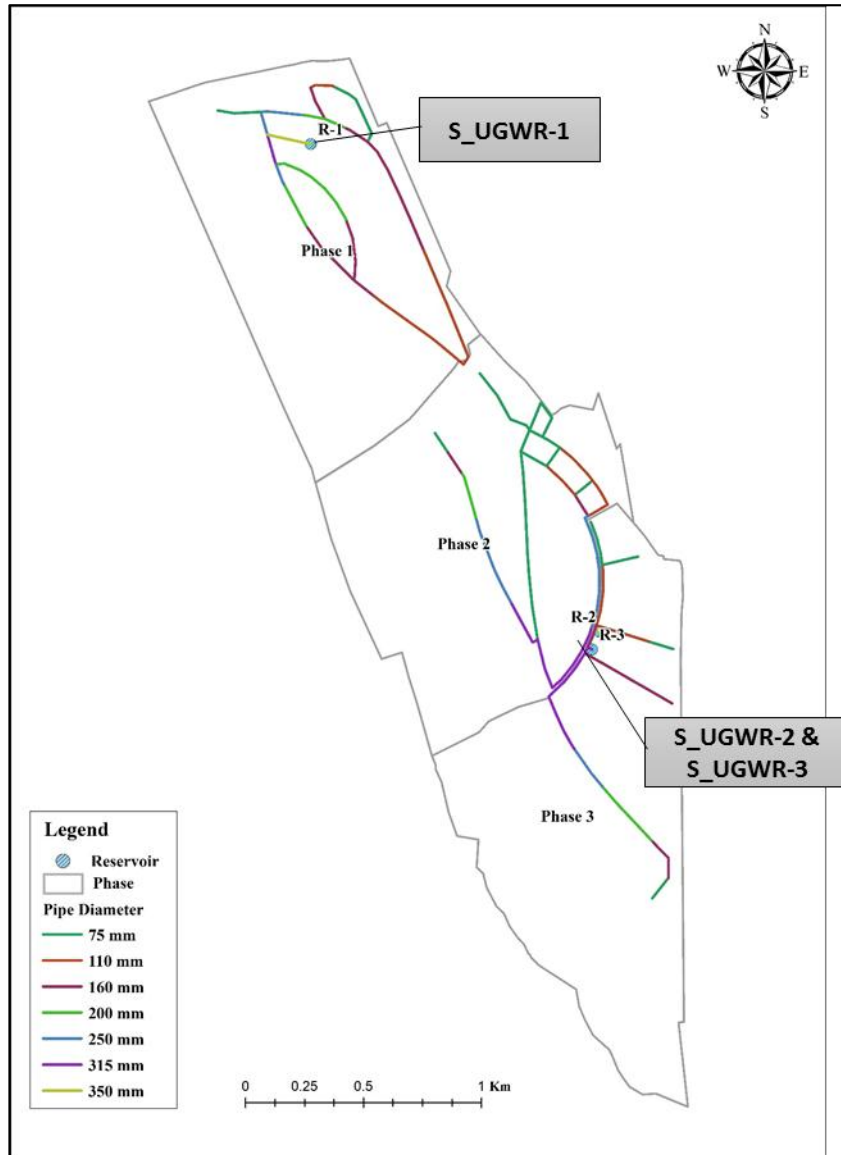 N
W E
S
R-1
S_UGWR-1
Phase 1
Phase 2
R-2
R-3
S_UGWR-2 &
S_UGWR-3
Phase 3
Legend
Reservoir
Phase
Pipe Diameter
75 mm
110 mm
160 mm
200 mm
250 mm
315 mm
350 mm
0 0.25 0.5 1 Km